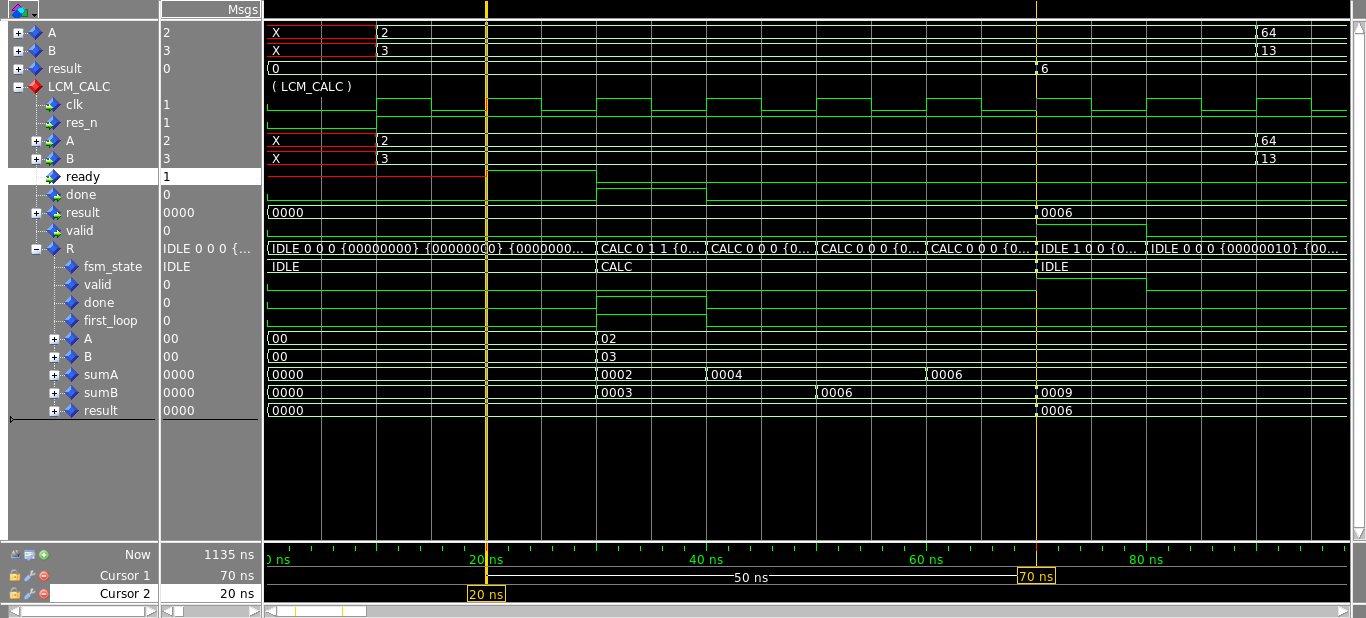 Msgs
A 2 X 2 64
B 3 X 3 13
result 0 0 6
LCM_CALC ( LCM_CALC )
clk 1
res_n 1
A 2 X 2 64
B 3 X 3 13
ready 1
done 0
result 0000 0000 0006
valid 0
R IDLE 0 0 0 {... IDLE 0 0 0 {00000000} {00000000} {0000000... CALC 0 1 1 {0... CALC 0 0 0 {0... CALC 0 0 0 {0... CALC 0 0 0 {0... IDLE 1 0 0 {0... IDLE 0 0 0 {00000010} {00...
fsm_state IDLE IDLE CALC IDLE
valid 0
done 0
first_loop 0
A 00 00 02
B 00 00 03
sumA 0000 0000 0002 0004 0006
sumB 0000 0000 0003 0006 0009
result 0000 0000 0006
Now 1135 ns 0 ns 20 ns 40 ns 60 ns 80 ns
Cursor 1 70 ns 50 ns 70 ns
Cursor 2 20 ns 20 ns